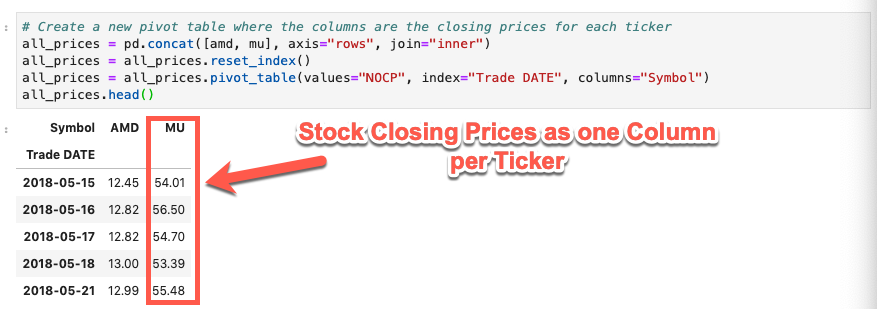 # Create a new pivot table where the columns are the closing prices for each ticker
all_prices = pd.concat([amd, mu], axis="rows", join="inner")
all_prices = all_prices.reset_index()
all_prices = all_prices.pivot_table(values="NOCP", index="Trade DATE", columns="Symbol")
all_prices.head()
Symbol AMD MU
Trade DATE
2018-05-15 12.45 54.01
2018-05-16 12.82 56.50
2018-05-17 12.82 54.70
2018-05-18 13.00 53.39
2018-05-21 12.99 55.48
Stock Closing Prices as one Column
per Ticker